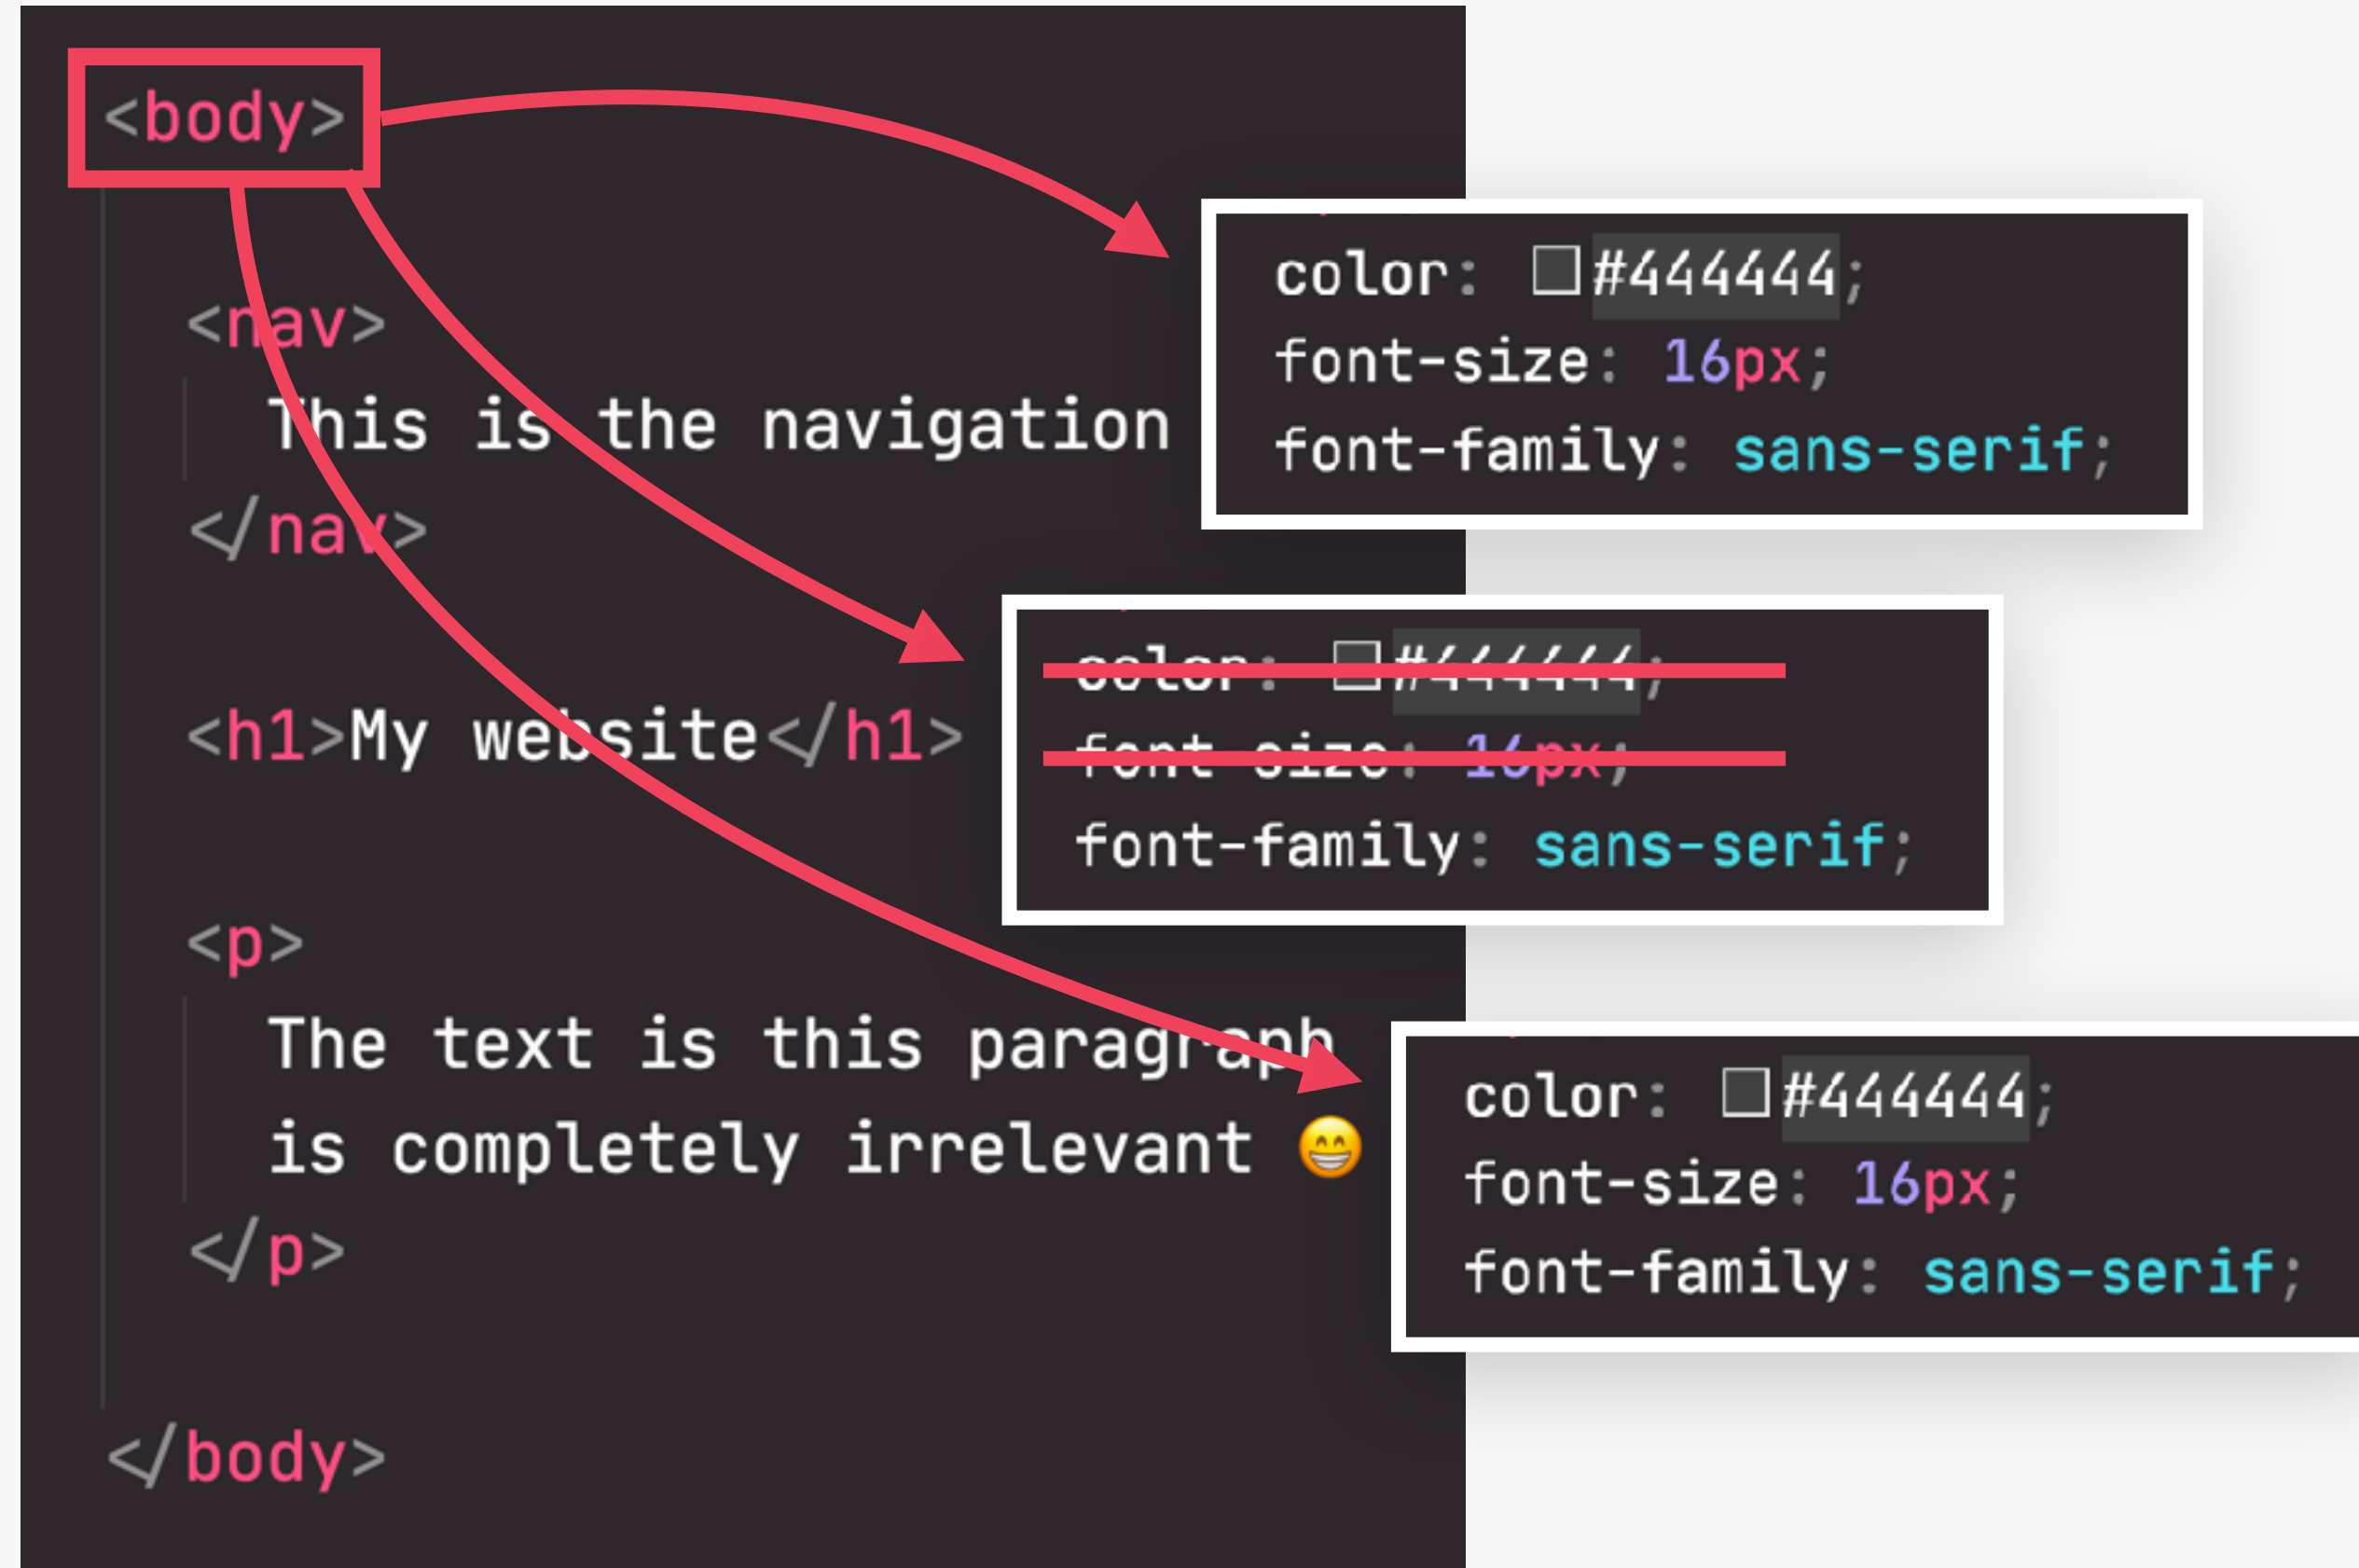 <body>
<nav>
This is the navigation
</nav>
color: #444444;
font-size: 16px;
font-family: sans-serif;
<h1>My website</h1>
color: #444444;
font-size: 16px;
font-family: sans-serif;
<p>
The text is this paragraph
is completely irrelevant 😁
</p>
color: #444444;
font-size: 16px;
font-family: sans-serif;
</body>